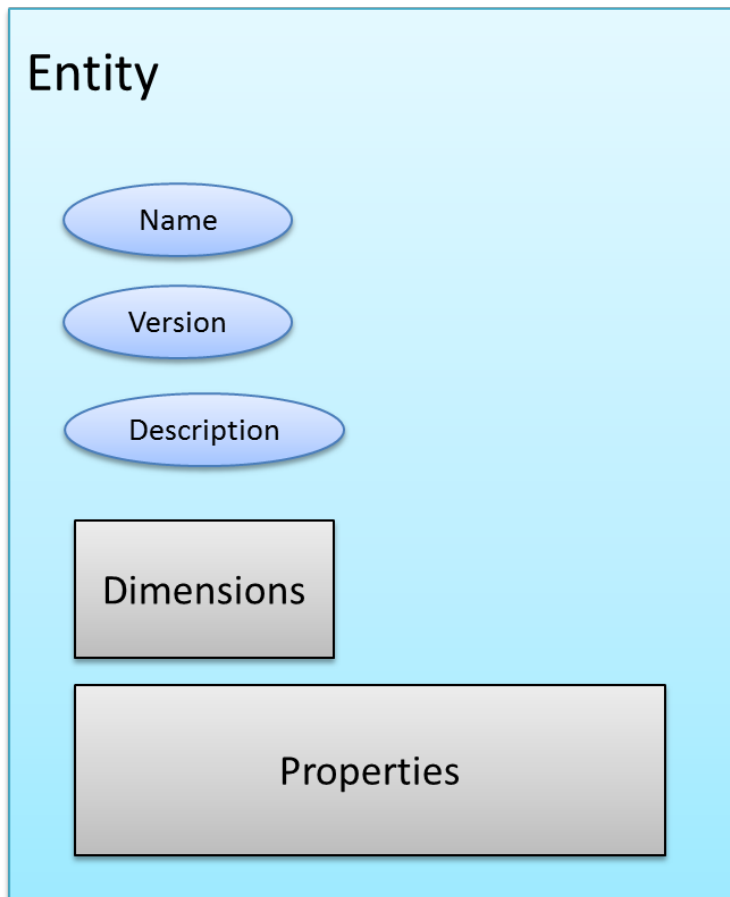 Entity
Name
Version
Description
Dimensions
Properties